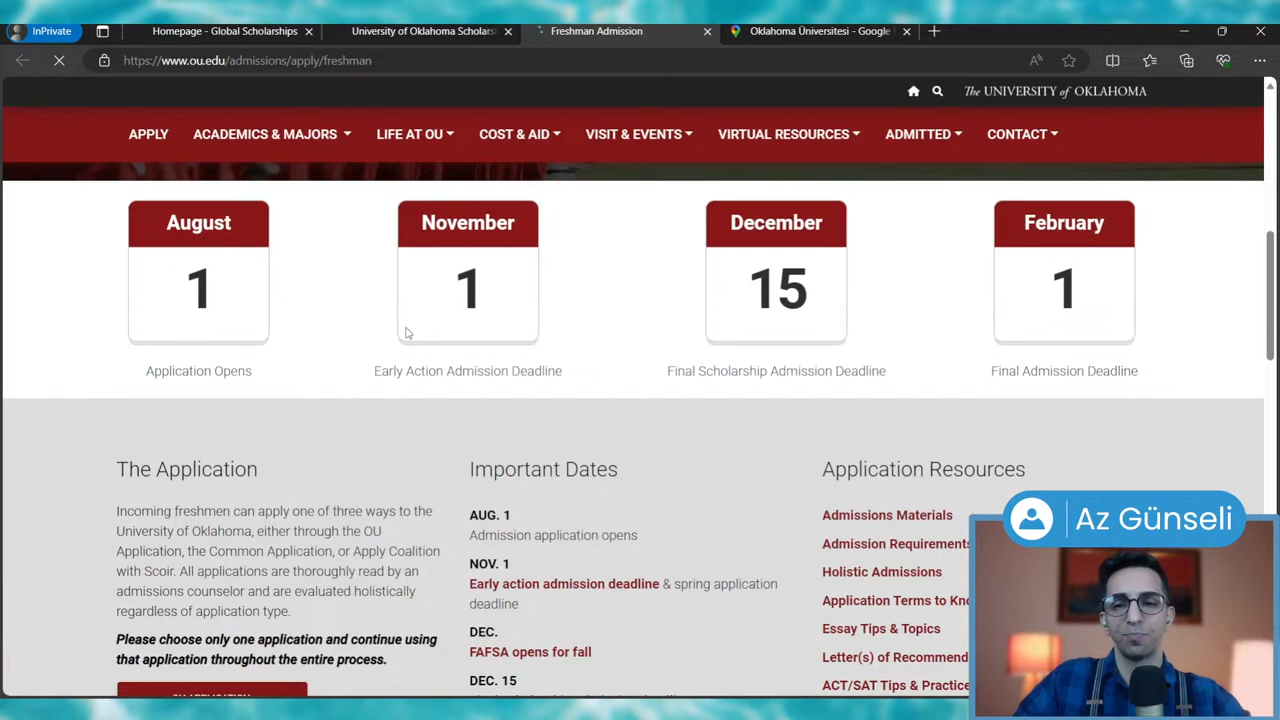 InPrivate
Homepage - Global Scholarships
University of Oklahoma Scholars
Freshman Admission
Oklahoma Üniversitesi - Google
https://www.ou.edu/admissions/apply/freshman
The UNIVERSITY of OKLAHOMA
APPLY ACADEMICS & MAJORS LIFE AT OU COST & AID VISIT & EVENTS VIRTUAL RESOURCES ADMITTED CONTACT
August
November
December
February
1
1
15
1
Application Opens
Early Action Admission Deadline
Final Scholarship Admission Deadline
Final Admission Deadline
The Application
Incoming freshmen can apply one of three ways to the
University of Oklahoma, either through the OU
Application, the Common Application, or Apply Coalition
with Scoir. All applications are thoroughly read by an
admissions counselor and are evaluated holistically
regardless of application type.
Please choose only one application and continue using
that application throughout the entire process.
Important Dates
AUG. 1
Admission application opens
NOV. 1
Early action admission deadline & spring application
deadline
DEC.
FAFSA opens for fall
DEC. 15
Application Resources
Admissions Materials
Admission Requirements
Holistic Admissions
Application Terms to Kno
Essay Tips & Topics
Letter(s) of Recommend
ACT/SAT Tips & Practice
Az Günseli